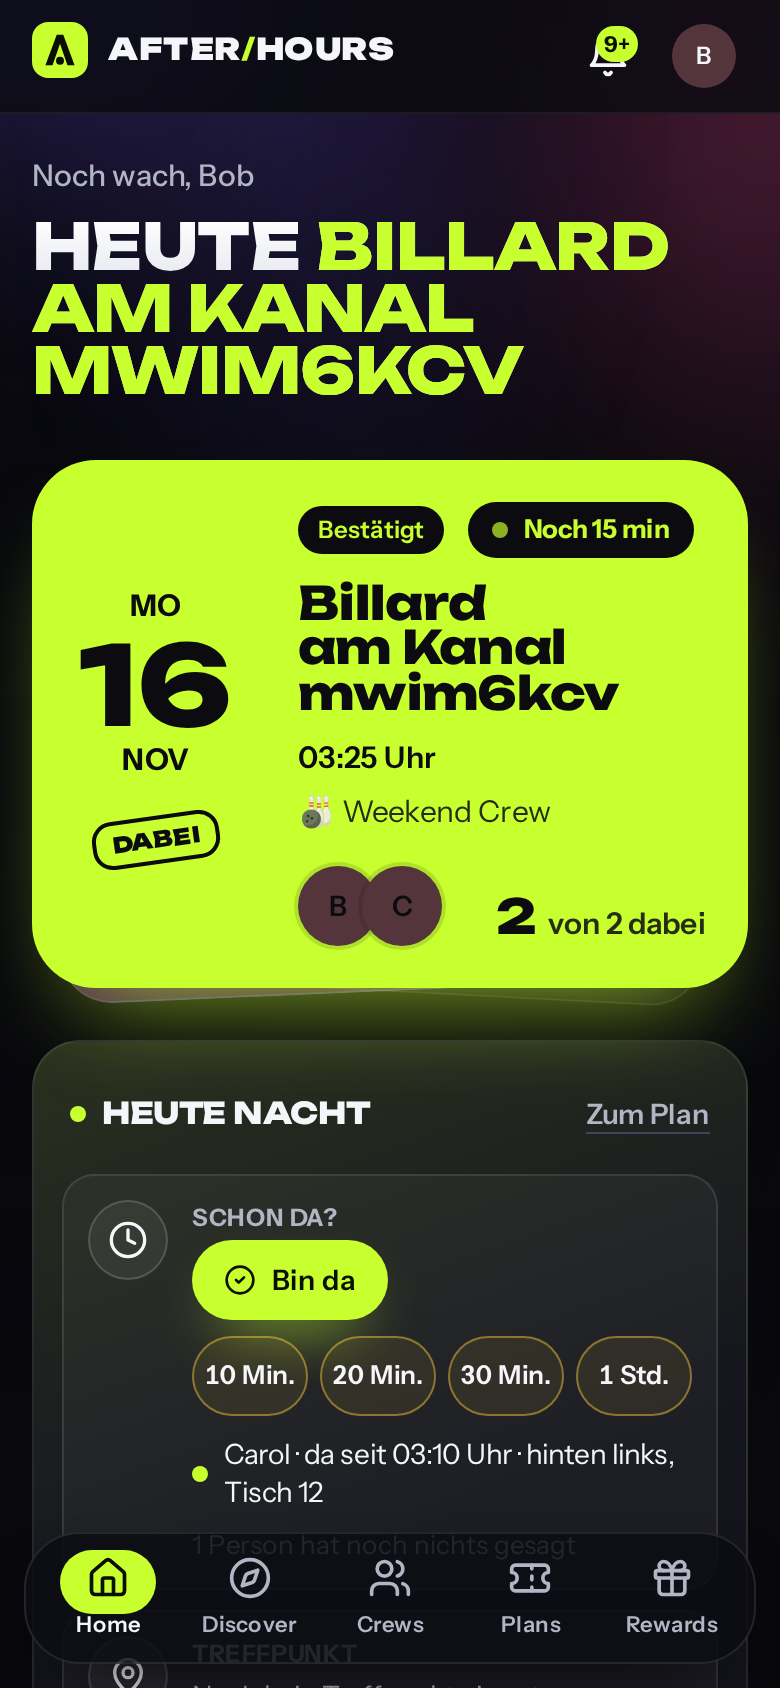 AFTER/HOURS
9+
B
Noch wach, Bob
HEUTE BILLARD
AM KANAL
MWIM6KCV
Bestätigt
Noch 15 min
MO
16
NOV
DABEI
Billard
am Kanal
mwim6kcv
03:25 Uhr
Weekend Crew
B
C
2 von 2 dabei
HEUTE NACHT
Zum Plan
SCHON DA?
Bin da
10 Min.
20 Min.
30 Min.
1 Std.
Carol · da seit 03:10 Uhr · hinten links,
Tisch 12
1 Person hat noch nichts gesagt
Home
Discover
Crews
Plans
Rewards
TREFFPUNKT